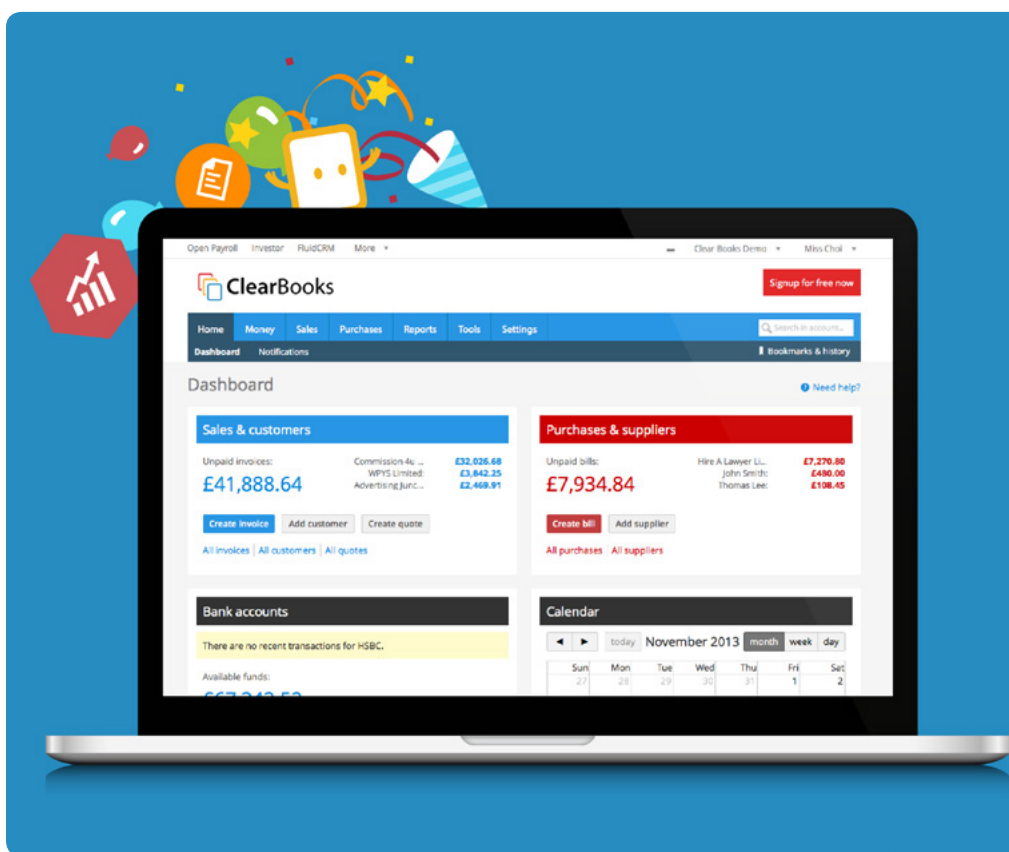 Open Payroll Investor FluidCRM More Clear Books Demo Miss Choi
ClearBooks
Signup for free now
Home Money Sales Purchases Reports Tools Settings Search in account...
Dashboard Notifications Bookmarks & history
Dashboard
Need help?
Sales & customers
Unpaid invoices:
£41,888.64
Commission 4u ... £32,026.68
WPYS Limited: £3,842.25
Advertising Junc... £2,469.91
Create invoice Add customer Create quote
All invoices All customers All quotes
Purchases & suppliers
Unpaid bills:
£7,934.84
Hire A Lawyer Li... £7,270.80
John Smith: £480.00
Thomas Lee: £108.45
Create bill Add supplier
All purchases All suppliers
Bank accounts
There are no recent transactions for HSBC.
Available funds:
Calendar
today November 2013 month week day
Sun Mon Tue Wed Thu Fri Sat
27 28 29 30 31 1 2